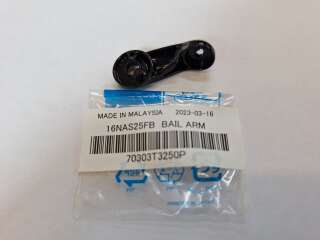 MADE IN MALAYSIA 2023-03-16
16NAS25FB BAIL ARM
70303T3250P